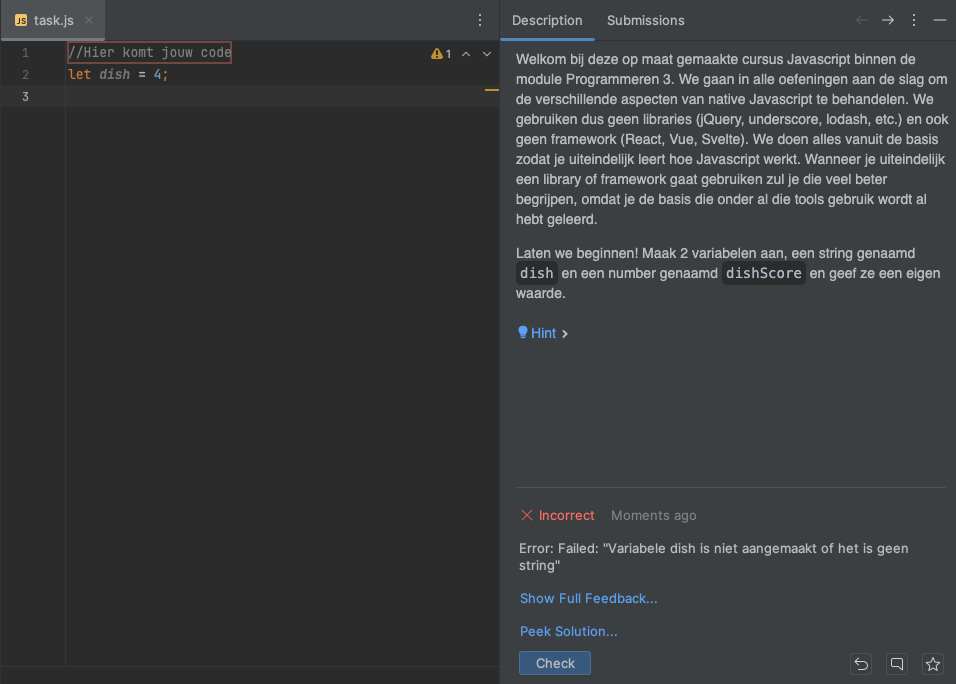 JS task.js
Description Submissions
1 //Hier komt jouw code
1
2 let dish = 4;
3
Welkom bij deze op maat gemaakte cursus Javascript binnen de
module Programmeren 3. We gaan in alle oefeningen aan de slag om
de verschillende aspecten van native Javascript te behandelen. We
gebruiken dus geen libraries (jQuery, underscore, lodash, etc.) en ook
geen framework (React, Vue, Svelte). We doen alles vanuit de basis
zodat je uiteindelijk leert hoe Javascript werkt. Wanneer je uiteindelijk
een library of framework gaat gebruiken zul je die veel beter
begrijpen, omdat je de basis die onder al die tools gebruik wordt al
hebt geleerd.
Laten we beginnen! Maak 2 variabelen aan, een string genaamd
dish en een number genaamd dishScore en geef ze een eigen
waarde.
Hint
Incorrect Moments ago
Error: Failed: "Variabele dish is niet aangemaakt of het is geen
string"
Show Full Feedback...
Peek Solution...
Check